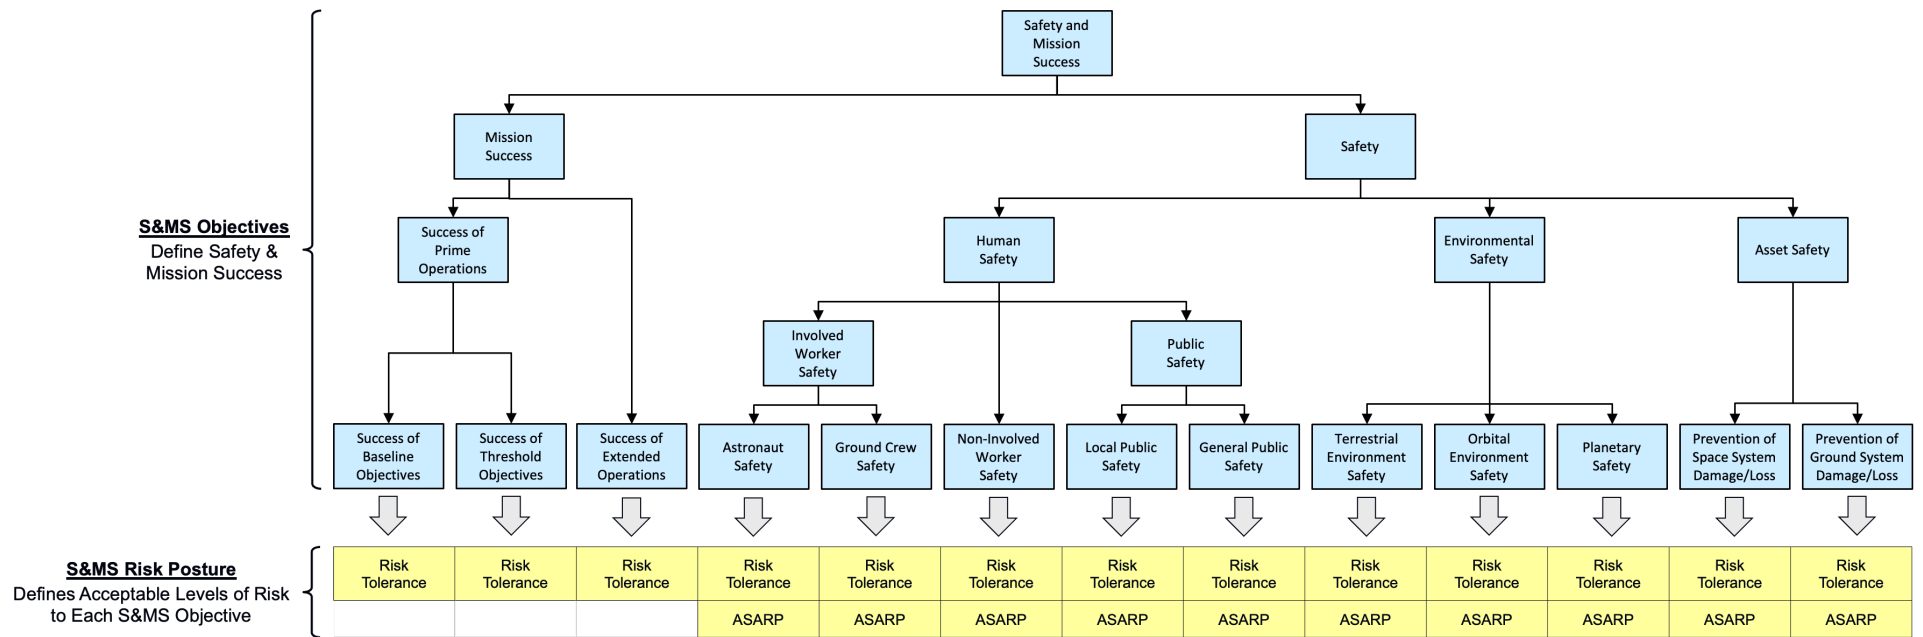 Safety and
Mission
Success
Mission
Success
Safety
S&MS Objectives
Define Safety &
Mission Success
Success of
Prime
Operations
Human
Safety
Environmental
Safety
Asset Safety
Involved
Worker
Safety
Public
Safety
Success of
Baseline
Objectives
Success of
Threshold
Objectives
Success of
Extended
Operations
Astronaut
Safety
Ground Crew
Safety
Non-Involved
Worker
Safety
Local Public
Safety
General Public
Safety
Terrestrial
Environment
Safety
Orbital
Environment
Safety
Planetary
Safety
Prevention of
Space System
Damage/Loss
Prevention of
Ground System
Damage/Loss
S&MS Risk Posture
Defines Acceptable Levels of Risk
to Each S&MS Objective
Risk
Tolerance
Risk
Tolerance
Risk
Tolerance
Risk
Tolerance
Risk
Tolerance
Risk
Tolerance
Risk
Tolerance
Risk
Tolerance
Risk
Tolerance
Risk
Tolerance
Risk
Tolerance
Risk
Tolerance
Risk
Tolerance
ASARP
ASARP
ASARP
ASARP
ASARP
ASARP
ASARP
ASARP
ASARP
ASARP